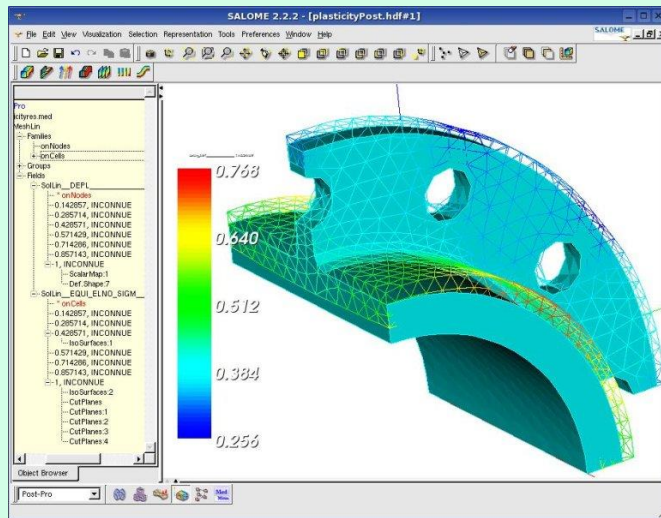 SALOME 2.2.2 - [plasticityPost.hdf#1]
File Edit View Visualization Selection Representation Tools Preferences Window Help
SALOME
Pro
icityres.med
MeshLin
Families
onNodes
onCells
Groups
Fields
SolLin__DEPL
* onNodes
0.142857, INCONNUE
0.285714, INCONNUE
0.428571, INCONNUE
0.571429, INCONNUE
0.714286, INCONNUE
0.857143, INCONNUE
1, INCONNUE
ScalarMap:1
Def.Shape:7
SolLin__EQUI_ELNO_SIGM__
* onCells
0.142857, INCONNUE
0.285714, INCONNUE
0.428571, INCONNUE
IsoSurfaces:1
0.571429, INCONNUE
0.714286, INCONNUE
0.857143, INCONNUE
1, INCONNUE
IsoSurfaces:2
CutPlanes
CutPlanes:1
CutPlanes:2
CutPlanes:3
CutPlanes:4
Object Browser
0.768
0.640
0.512
0.384
0.256
Post-Pro
Med